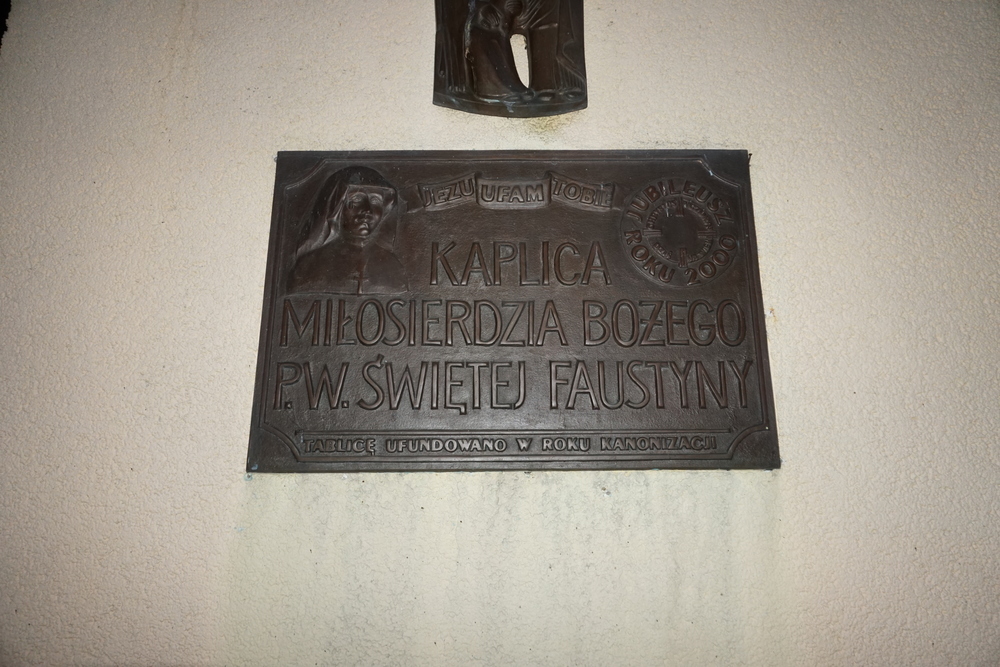 JEZU UFAM TOBIE
JUBILEUSZ
ROKU 2000
KAPLICA
MIŁOSIERDZIA BOŻEGO
P.W. ŚWIĘTEJ FAUSTYNY
TABLICĘ UFUNDOWANO W ROKU KANONIZACJI